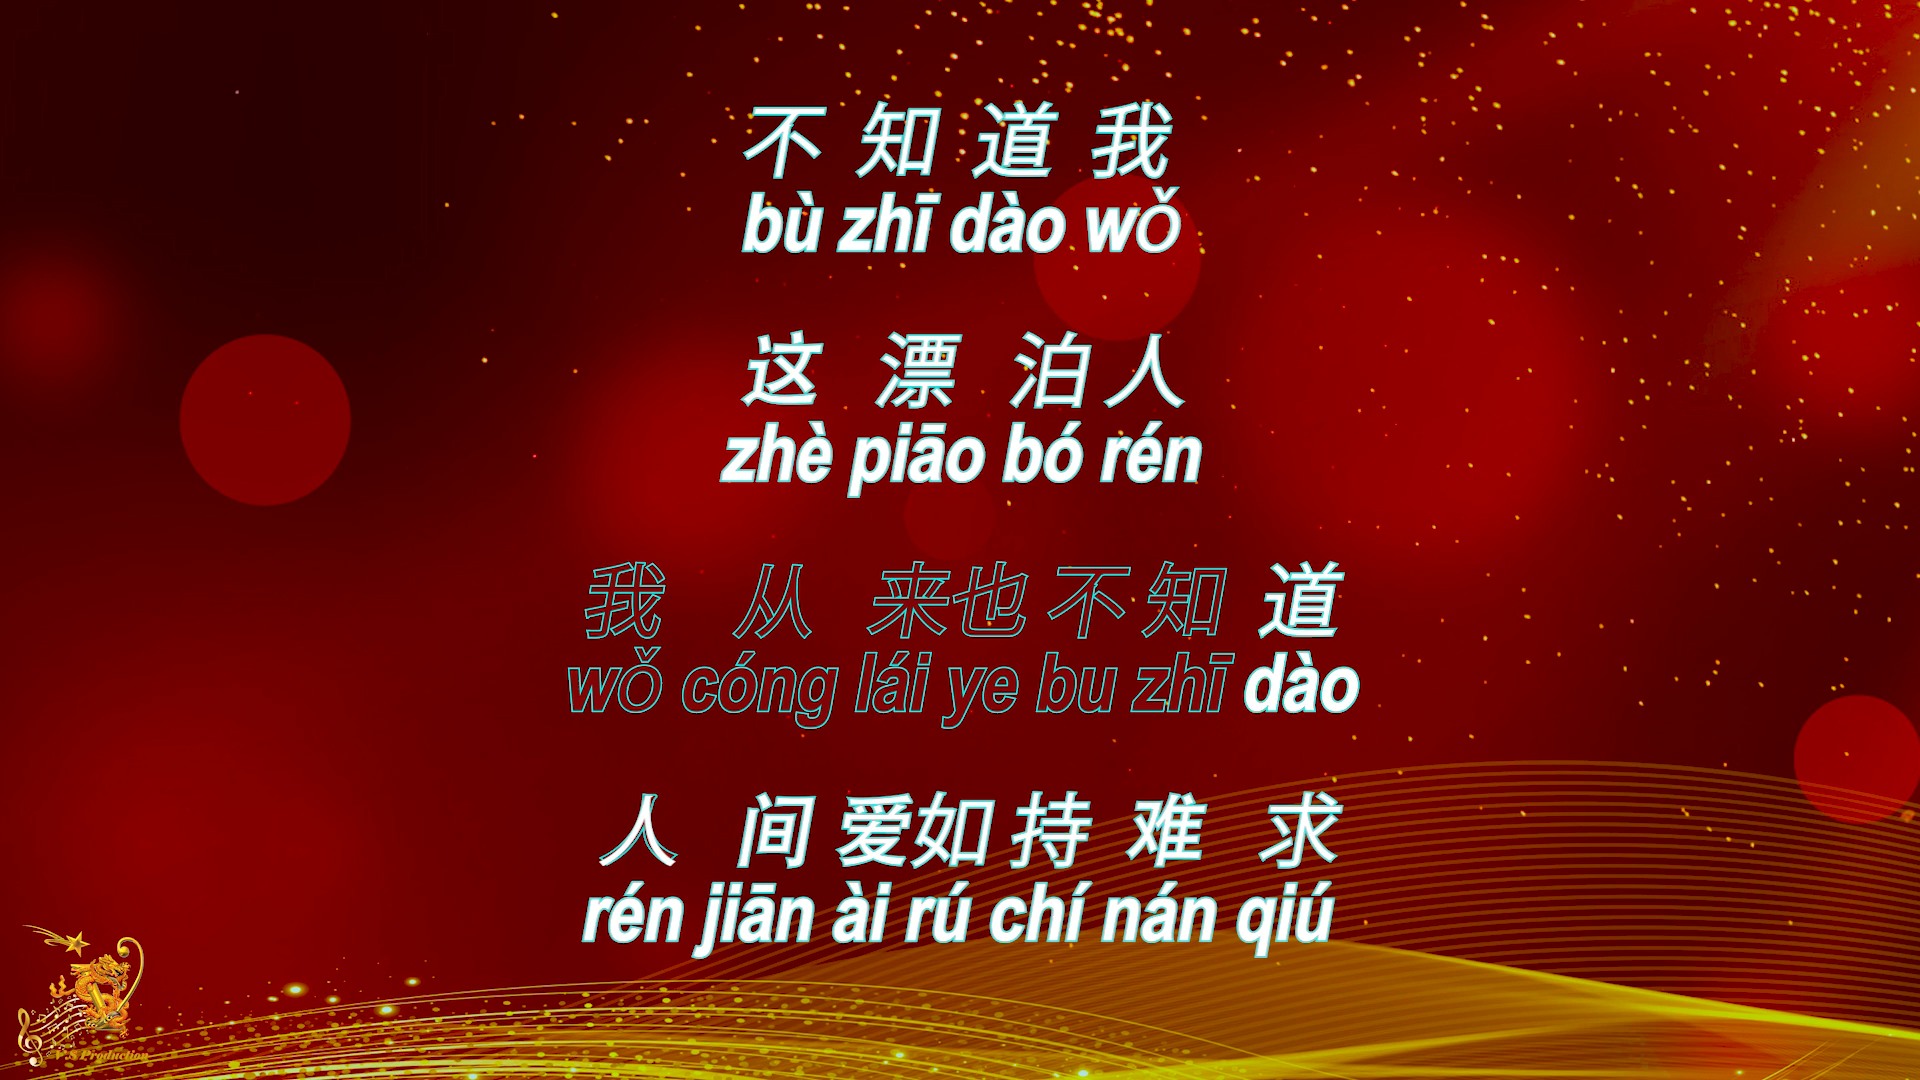 不知道我
bù zhī dào wǒ
这漂泊人
zhè piāo bó rén
我从来也不知道
wǒ cóng lái ye bu zhī dào
人间爱如持难求
rén jiān ài rú chí nán qiú
V.S Production